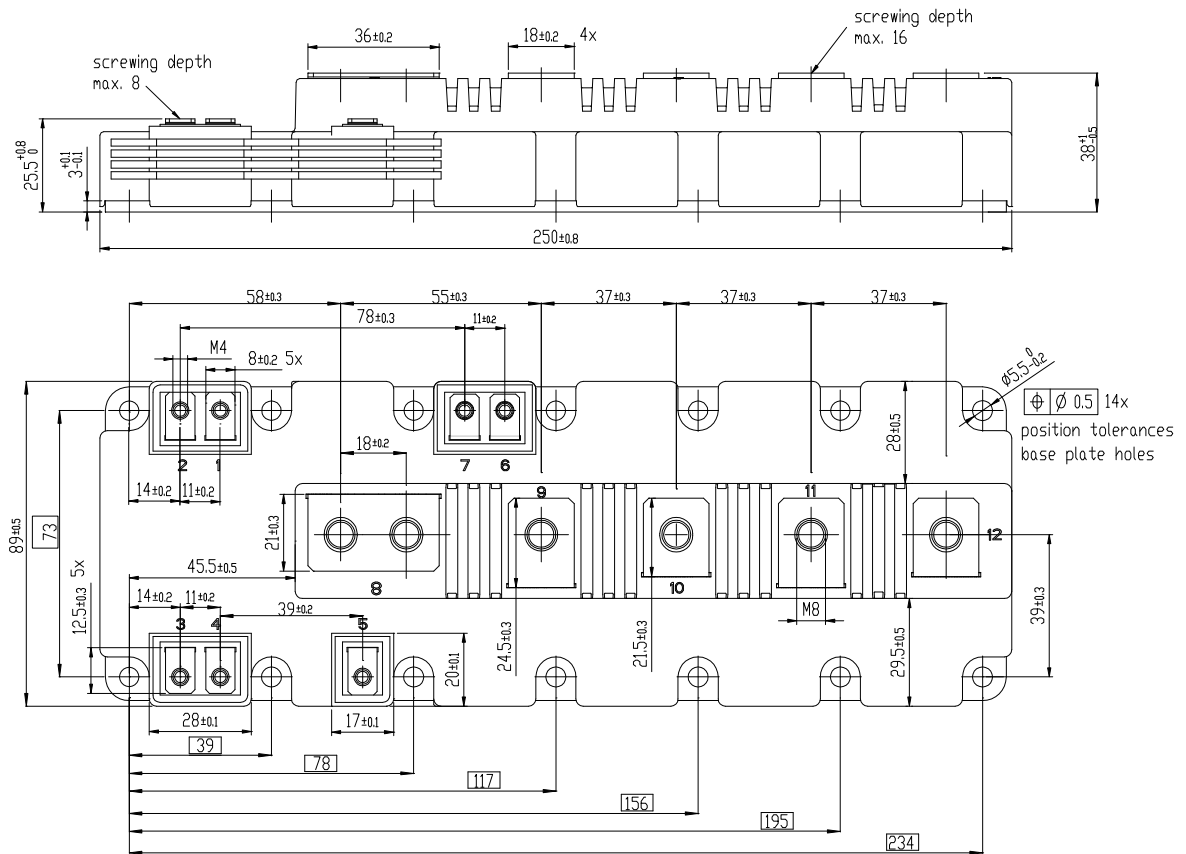 36±0.2
18±0.2 4x
screwing depth
max. 16
screwing depth
max. 8
25.5 +0.8 0
3 +0.1 -0.1
38 +1 -0.5
250±0.8
58±0.3
55±0.3
37±0.3
37±0.3
37±0.3
78±0.3
11±0.2
M4
8±0.2 5x
Ø5.5 0 -0.2
⌖ Ø 0.5 14x
position tolerances
base plate holes
28±0.5
18±0.2
2
1
7
6
14±0.2
11±0.2
89±0.5
73
9
11
12
21±0.3
8
10
45.5±0.5
M8
24.5±0.3
21.5±0.3
39±0.3
29.5±0.5
12.5±0.3 5x
14±0.2
11±0.2
39±0.2
3
4
5
20±0.1
28±0.1
17±0.1
39
78
117
156
195
234